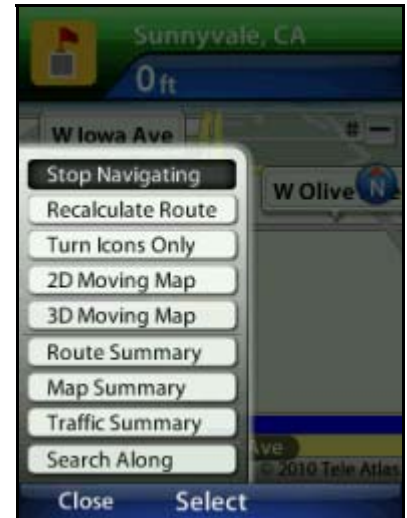 Sunnyvale, CA
0 ft
W Iowa Ave
# −
W Olive
N
Stop Navigating
Recalculate Route
Turn Icons Only
2D Moving Map
3D Moving Map
Route Summary
Map Summary
Traffic Summary
Search Along
Ave
© 2010 Tele Atlas
Close Select